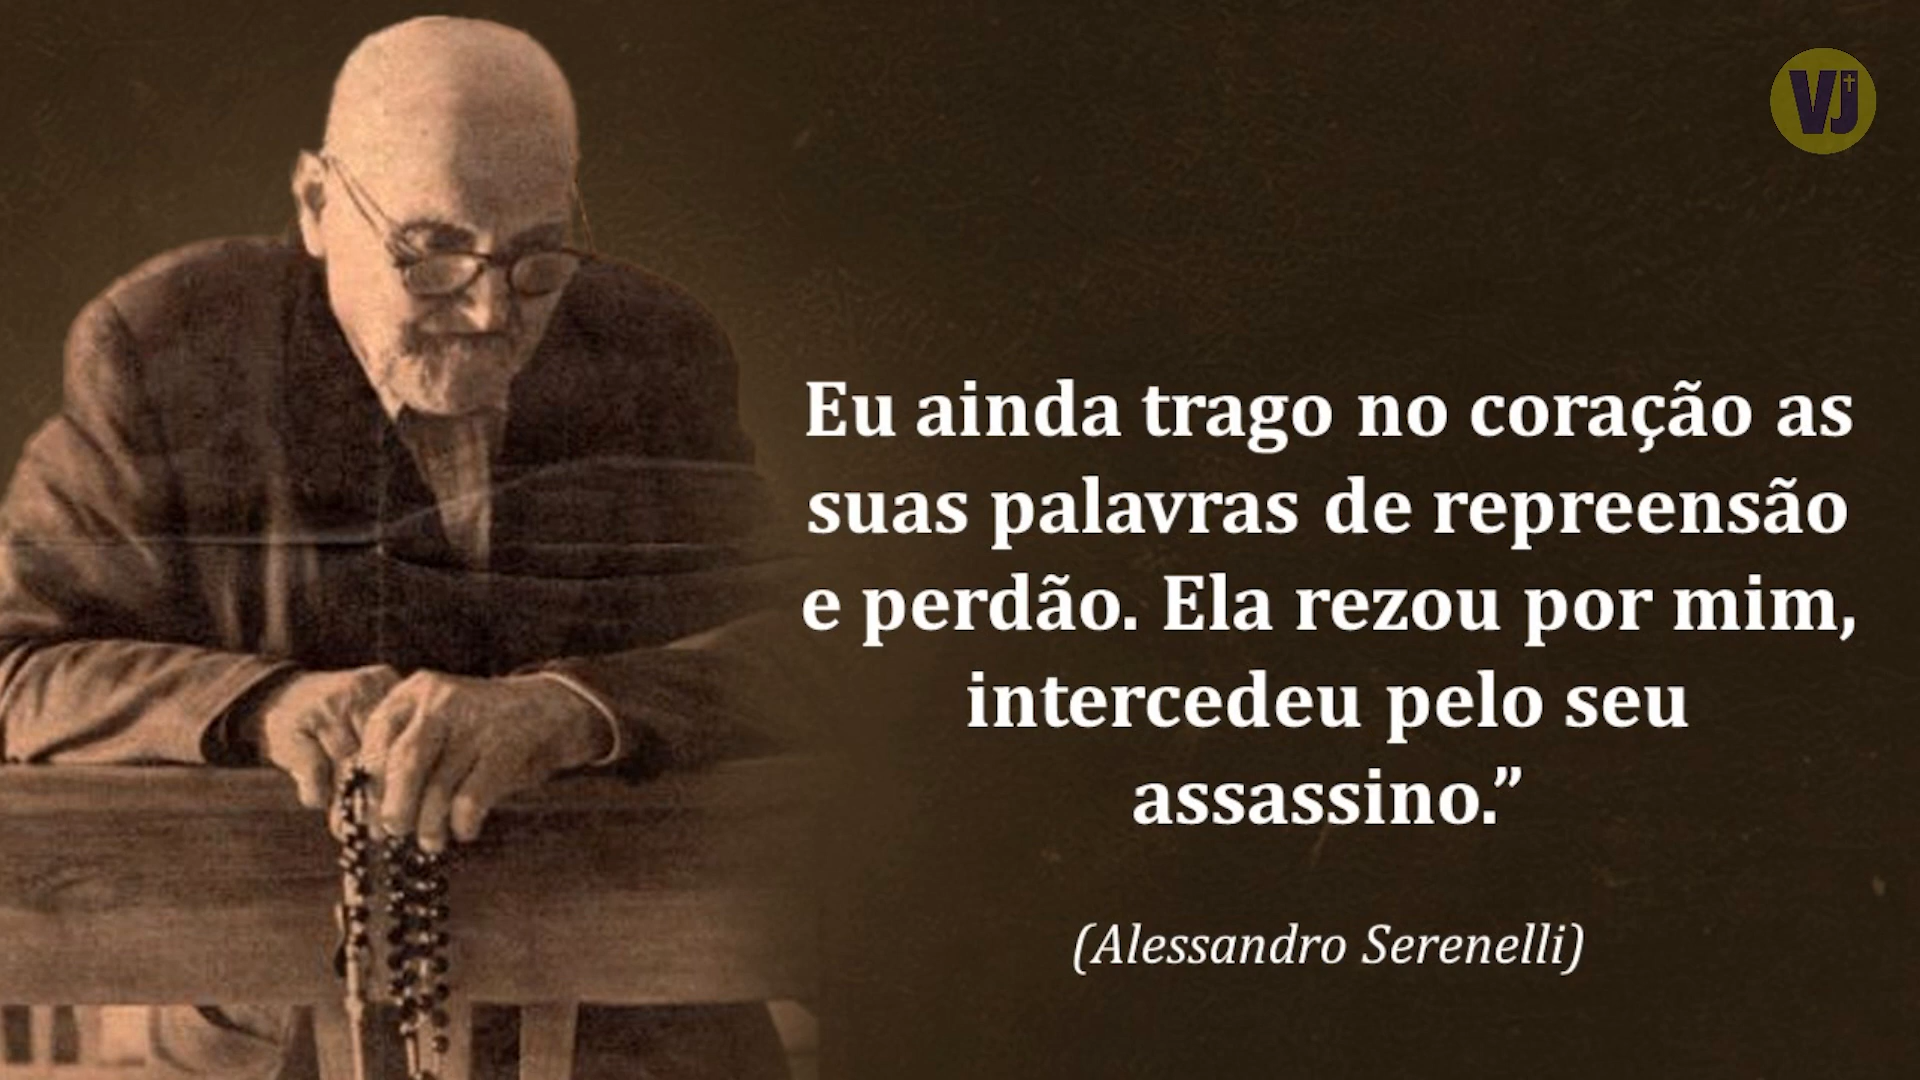 VJ
Eu ainda trago no coração as
suas palavras de repreensão
e perdão. Ela rezou por mim,
intercedeu pelo seu
assassino.”
(Alessandro Serenelli)